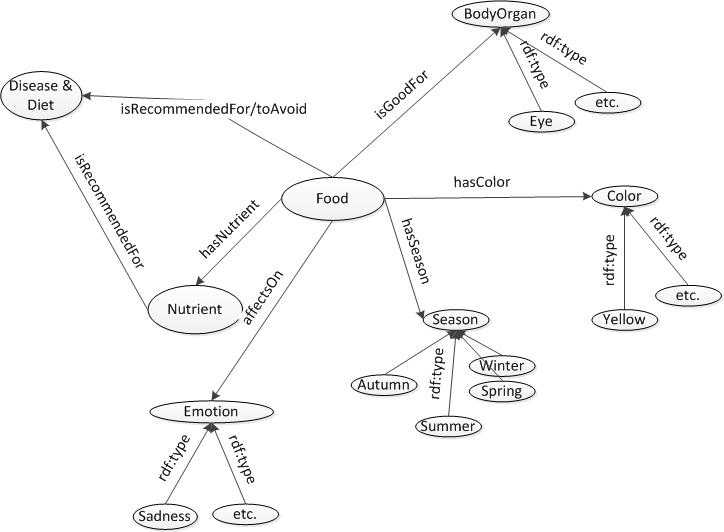 BodyOrgan
rdf:type
rdf:type
etc.
Eye
Disease &
Diet
isRecommendedFor/toAvoid
isGoodFor
Food
hasColor
Color
rdf:type
rdf:type
etc.
Yellow
isRecommendedFor
hasNutrient
Nutrient
affectsOn
hasSeason
Season
rdf:type
Autumn
Winter
Spring
Summer
Emotion
rdf:type
rdf:type
Sadness
etc.